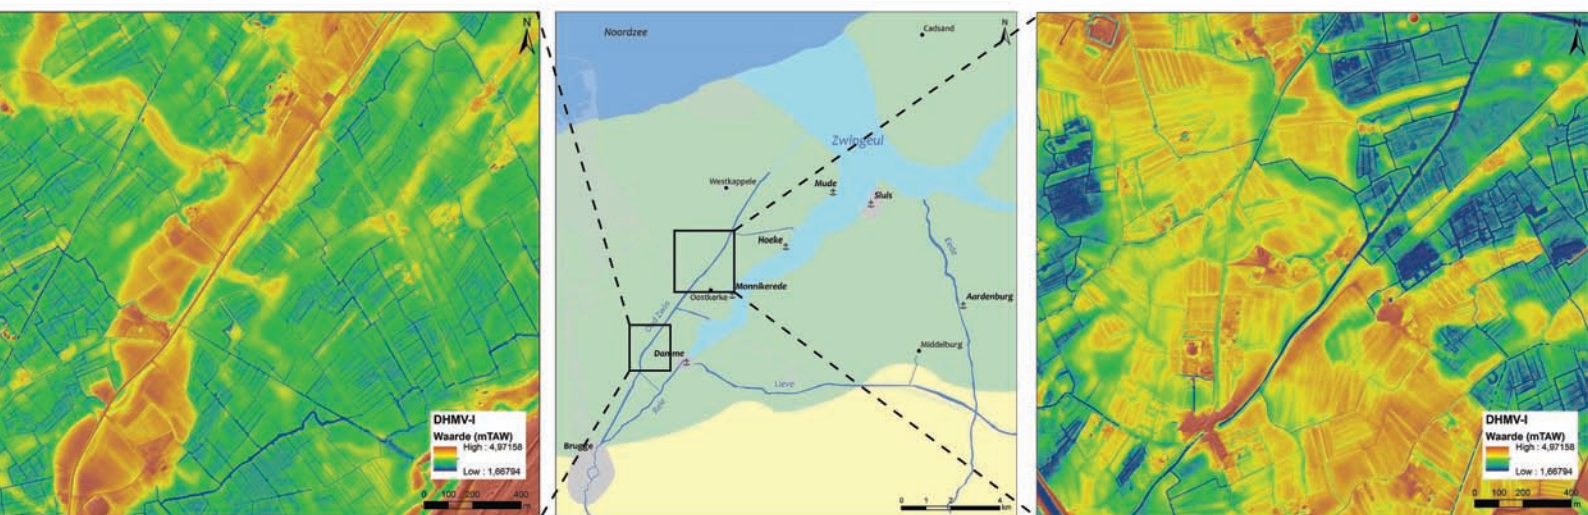 N
DHMV-I
Waarde (mTAW)
High : 4,97158
Low : 1,66794
0 100 200 400
m
Noordzee
Cadsand
N
Zwingeul
Westkappele
Mude
Sluis
Hoeke
Eede
Monnikerede
Oostkerke
Aardenburg
Oud Zwin
Middelburg
Damme
Lieve
Reie
Brugge
0 1 2 4
km
N
DHMV-I
Waarde (mTAW)
High : 4,97158
Low : 1,66794
0 100 200 400
m